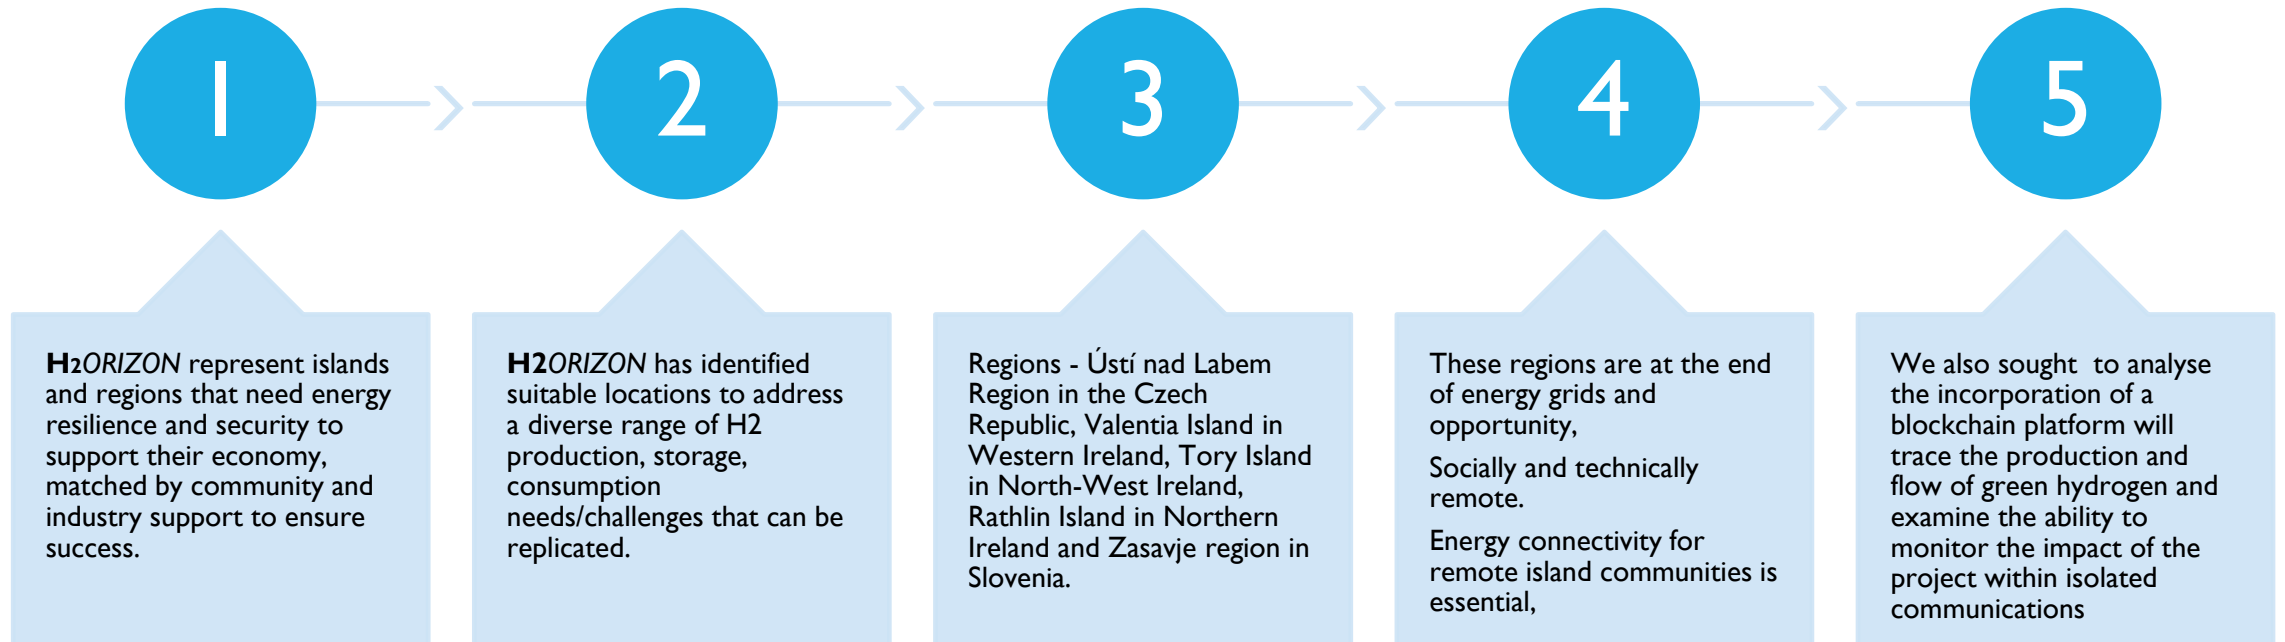 1
2
3
4
5
H2ORIZON represent islands
and regions that need energy
resilience and security to
support their economy,
matched by community and
industry support to ensure
success.
H2ORIZON has identified
suitable locations to address
a diverse range of H2
production, storage,
consumption
needs/challenges that can be
replicated.
Regions - Ústí nad Labem
Region in the Czech
Republic, Valentia Island in
Western Ireland, Tory Island
in North-West Ireland,
Rathlin Island in Northern
Ireland and Zasavje region in
Slovenia.
These regions are at the end
of energy grids and
opportunity,
Socially and technically
remote.
Energy connectivity for
remote island communities is
essential,
We also sought  to analyse
the incorporation of a
blockchain platform will
trace the production and
flow of green hydrogen and
examine the ability to
monitor the impact of the
project within isolated
communications